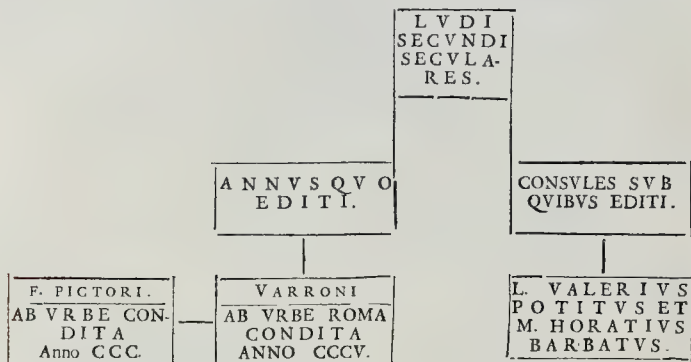 LVDI
SECVNDI
SECVLA-
RES.
ANNVS QVO
EDITI.
CONSVLES SVB
QVIBVS EDITI.
F. PICTORI.
AB VRBE CON-
DITA
Anno CCC.
VARRONI
AB VRBE ROMA
CONDITA
ANNO CCCV.
L. VALERIVS
POTITVS ET
M. HORATIVS
BARBATVS.